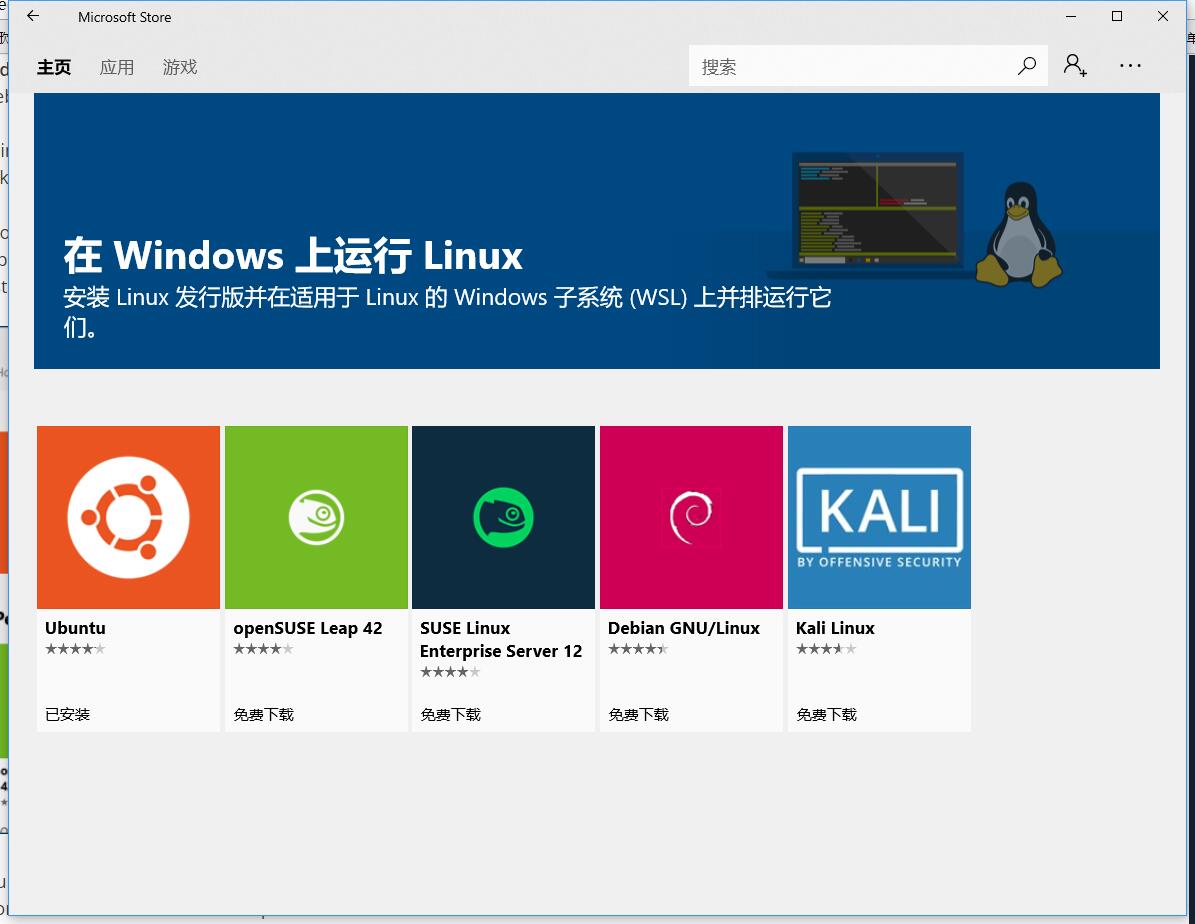 Microsoft Store
主页 应用 游戏 搜索
在 Windows 上运行 Linux
安装 Linux 发行版并在适用于 Linux 的 Windows 子系统 (WSL) 上并排运行它
们。
KALI
BY OFFENSIVE SECURITY
Ubuntu
已安装
openSUSE Leap 42
免费下载
SUSE Linux
Enterprise Server 12
免费下载
Debian GNU/Linux
免费下载
Kali Linux
免费下载